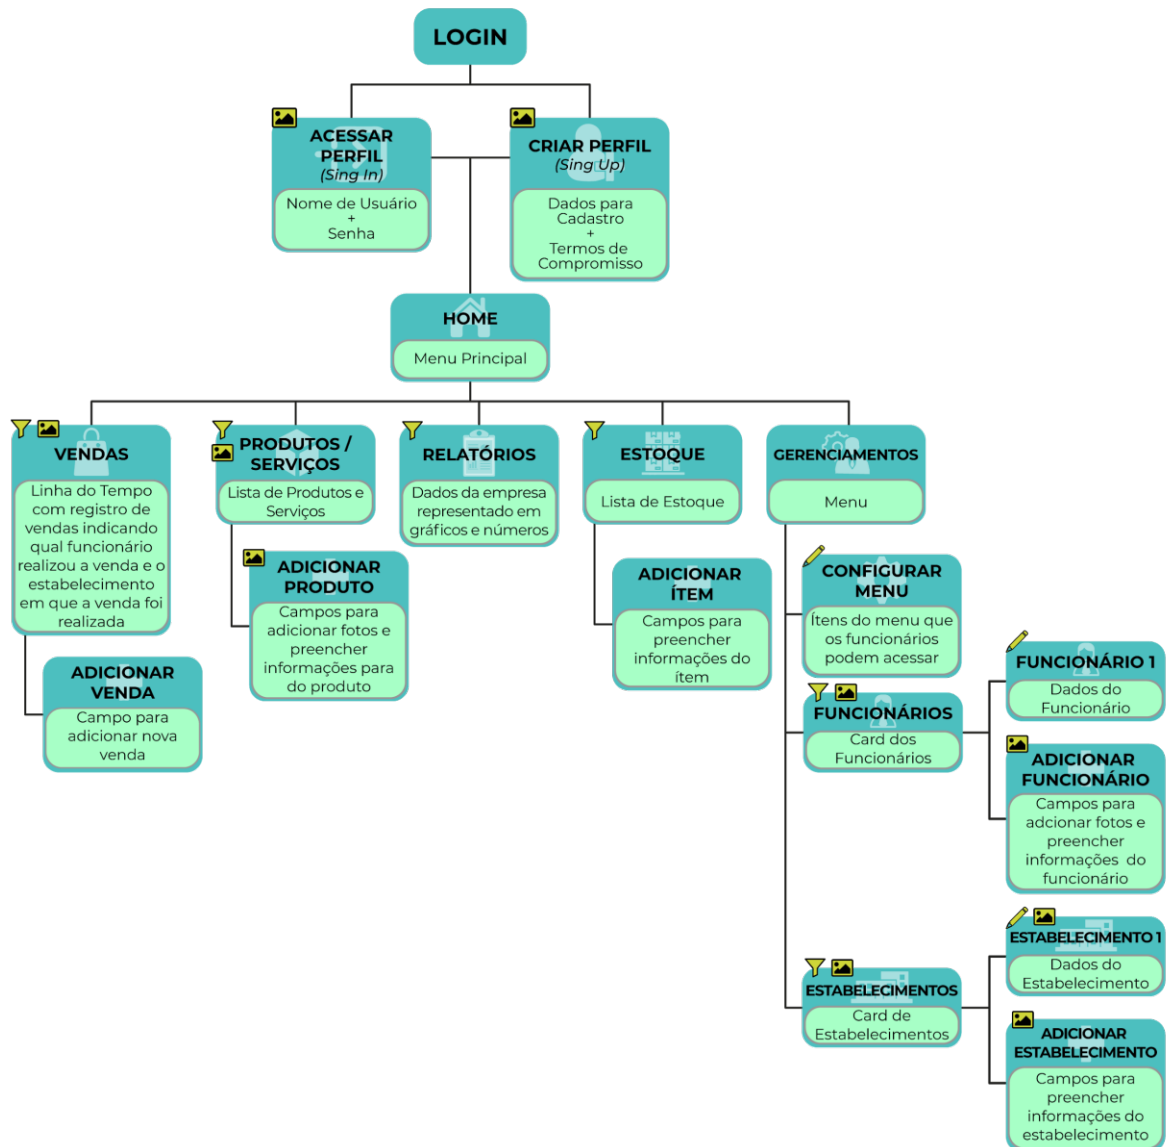 LOGIN
ACESSAR
PERFIL
(Sing In)
Nome de Usuário
+
Senha
CRIAR PERFIL
(Sing Up)
Dados para
Cadastro
+
Termos de
Compromisso
HOME
Menu Principal
VENDAS
Linha do Tempo
com registro de
vendas indicando
qual funcionário
realizou a venda e o
estabelecimento
em que a venda foi
realizada
ADICIONAR
VENDA
Campo para
adicionar nova
venda
PRODUTOS /
SERVIÇOS
Lista de Produtos e
Serviços
ADICIONAR
PRODUTO
Campos para
adicionar fotos e
preencher
informações para
do produto
RELATÓRIOS
Dados da empresa
representado em
gráficos e números
ESTOQUE
Lista de Estoque
ADICIONAR
ÍTEM
Campos para
preencher
informações do
ítem
GERENCIAMENTOS
Menu
CONFIGURAR
MENU
Ítens do menu que
os funcionários
podem acessar
FUNCIONÁRIOS
Card dos
Funcionários
FUNCIONÁRIO 1
Dados do
Funcionário
ADICIONAR
FUNCIONÁRIO
Campos para
adcionar fotos e
preencher
informações do
funcionário
ESTABELECIMENTOS
Card de
Estabelecimentos
ESTABELECIMENTO 1
Dados do
Estabelecimento
ADICIONAR
ESTABELECIMENTO
Campos para
preencher
informações do
estabelecimento